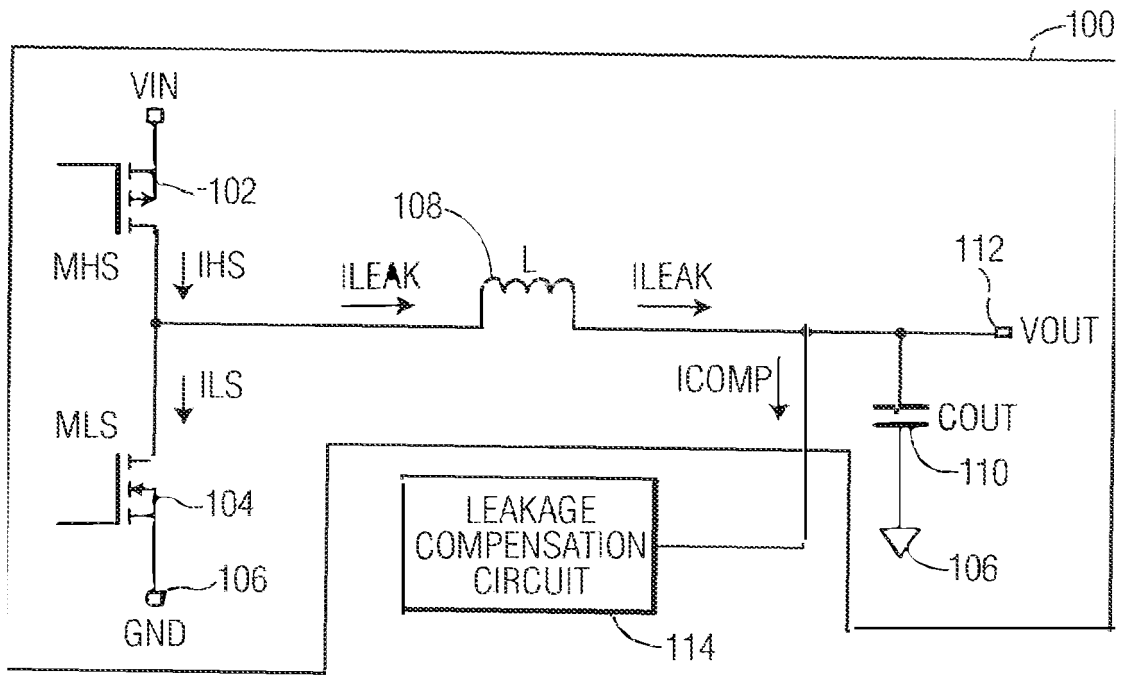 100
VIN
102
108
L
112
MHS
IHS
ILEAK
ILEAK
VOUT
ILS
ICOMP
MLS
COUT
110
104
LEAKAGE
COMPENSATION
CIRCUIT
106
106
GND
114